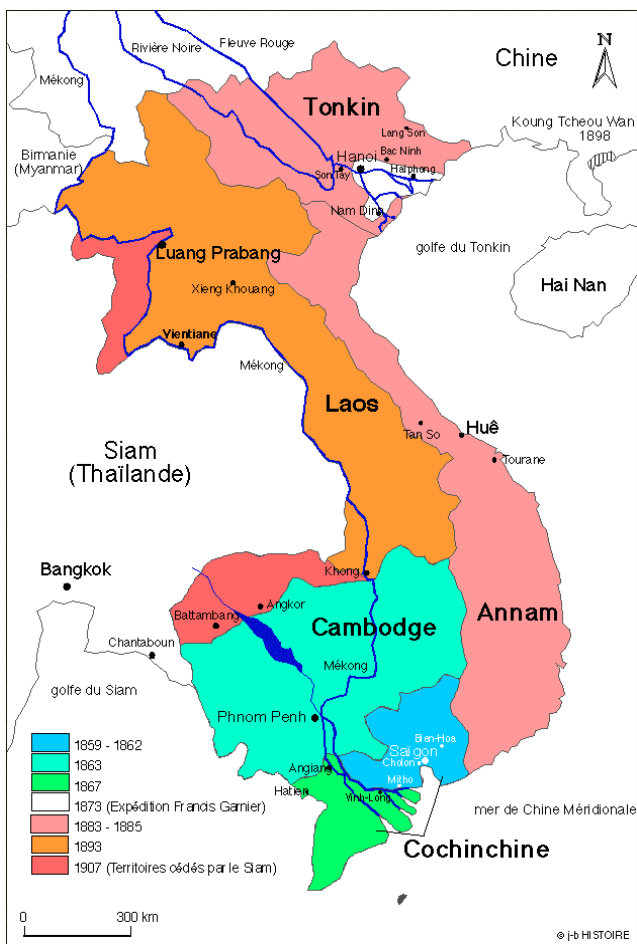 Fleuve Rouge
Rivière Noire
Chine
N
Mékong
Tonkin
Koung Tcheou Wan
1898
Lang Son
Bac Ninh
Birmanie
(Myanmar)
Hanoi
Son Tay
Haïphong
Nam Dinh
golfe du Tonkin
Luang Prabang
Hai Nan
Xieng Khouang
Vientiane
Mékong
Laos
Huê
Tan So
Tourane
Siam
(Thaïlande)
Bangkok
Khong
Angkor
Battambang
Annam
Cambodge
Chantaboun
Mékong
golfe du Siam
Phnom Penh
Bien-Hoa
Saïgon
Cholon
Angiang
Mitho
Hatien
Vinh-Long
mer de Chine Méridionale
Cochinchine
1859 - 1862
1863
1867
1873 (Expédition Francis Garnier)
1883 - 1885
1893
1907 (Territoires cédés par le Siam)
0 300 km
© j-b HISTOIRE